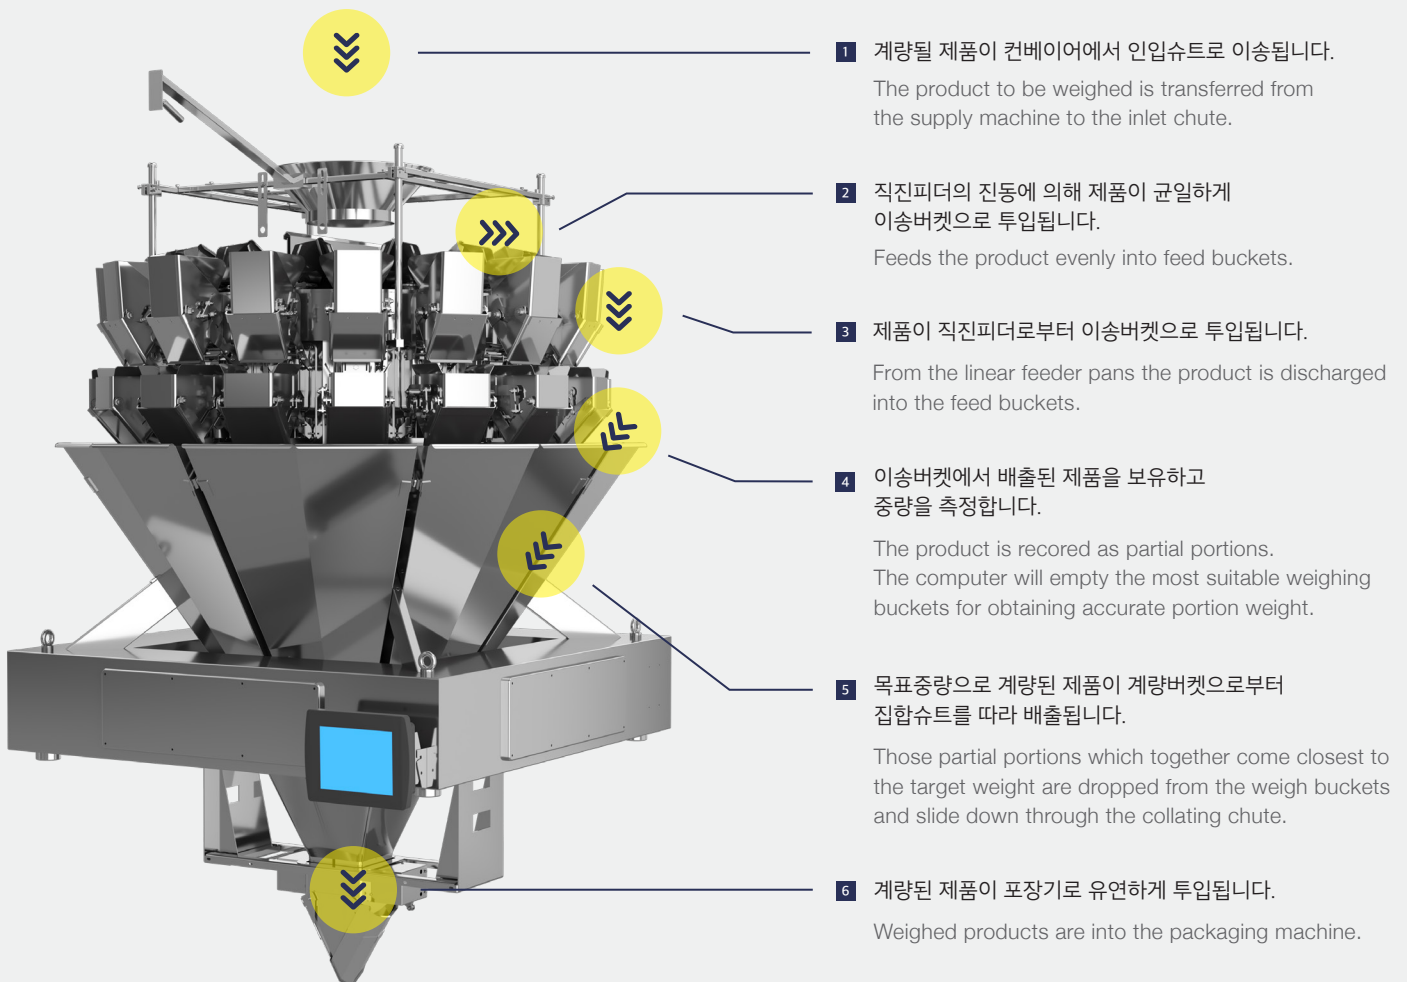 1 계량될 제품이 컨베이어에서 인입슈트로 이송됩니다.
The product to be weighed is transferred from
the supply machine to the inlet chute.
2 직진피더의 진동에 의해 제품이 균일하게
이송버켓으로 투입됩니다.
Feeds the product evenly into feed buckets.
3 제품이 직진피더로부터 이송버켓으로 투입됩니다.
From the linear feeder pans the product is discharged
into the feed buckets.
4 이송버켓에서 배출된 제품을 보유하고
중량을 측정합니다.
The product is recored as partial portions.
The computer will empty the most suitable weighing
buckets for obtaining accurate portion weight.
5 목표중량으로 계량된 제품이 계량버켓으로부터
집합슈트를 따라 배출됩니다.
Those partial portions which together come closest to
the target weight are dropped from the weigh buckets
and slide down through the collating chute.
6 계량된 제품이 포장기로 유연하게 투입됩니다.
Weighed products are into the packaging machine.